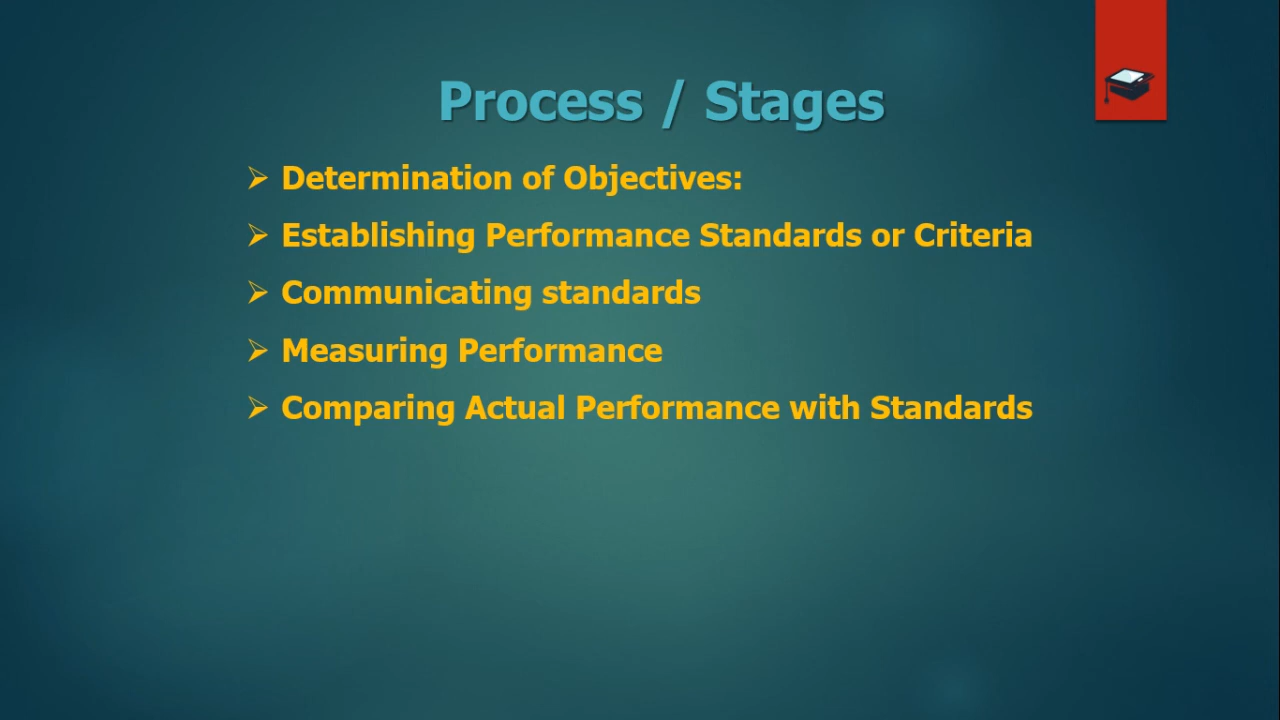 Process / Stages
Determination of Objectives:
Establishing Performance Standards or Criteria
Communicating standards
Measuring Performance
Comparing Actual Performance with Standards